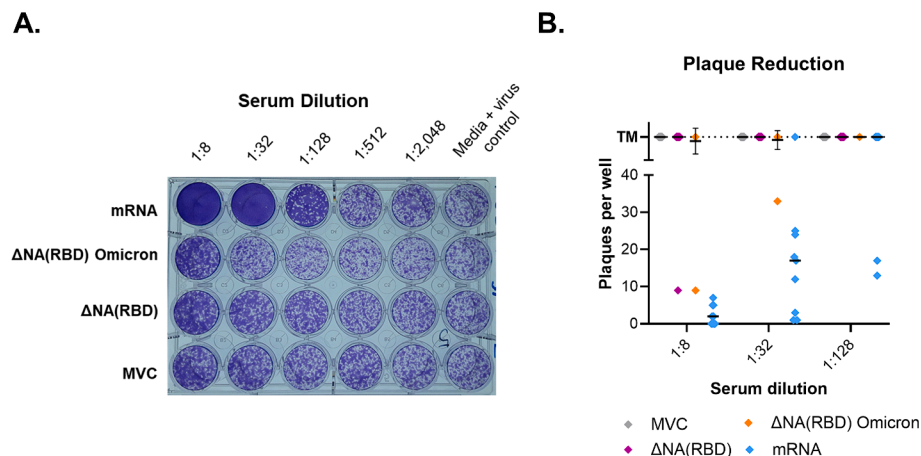 A.
B.
Serum Dilution
1:8
1:32
1:128
1:512
1:2,048
Media + virus
control
mRNA
ΔNA(RBD) Omicron
ΔNA(RBD)
MVC
5
Plaque Reduction
Plaques per well
TM
40
30
20
10
0
1:8
1:32
1:128
Serum dilution
MVC
ΔNA(RBD) Omicron
ΔNA(RBD)
mRNA